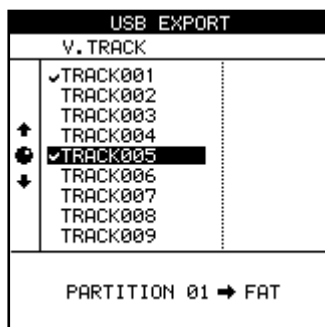 USB EXPORT
V.TRACK
✓TRACK001
TRACK002
TRACK003
TRACK004
✓TRACK005
TRACK006
TRACK007
TRACK008
TRACK009
PARTITION 01 ➡ FAT